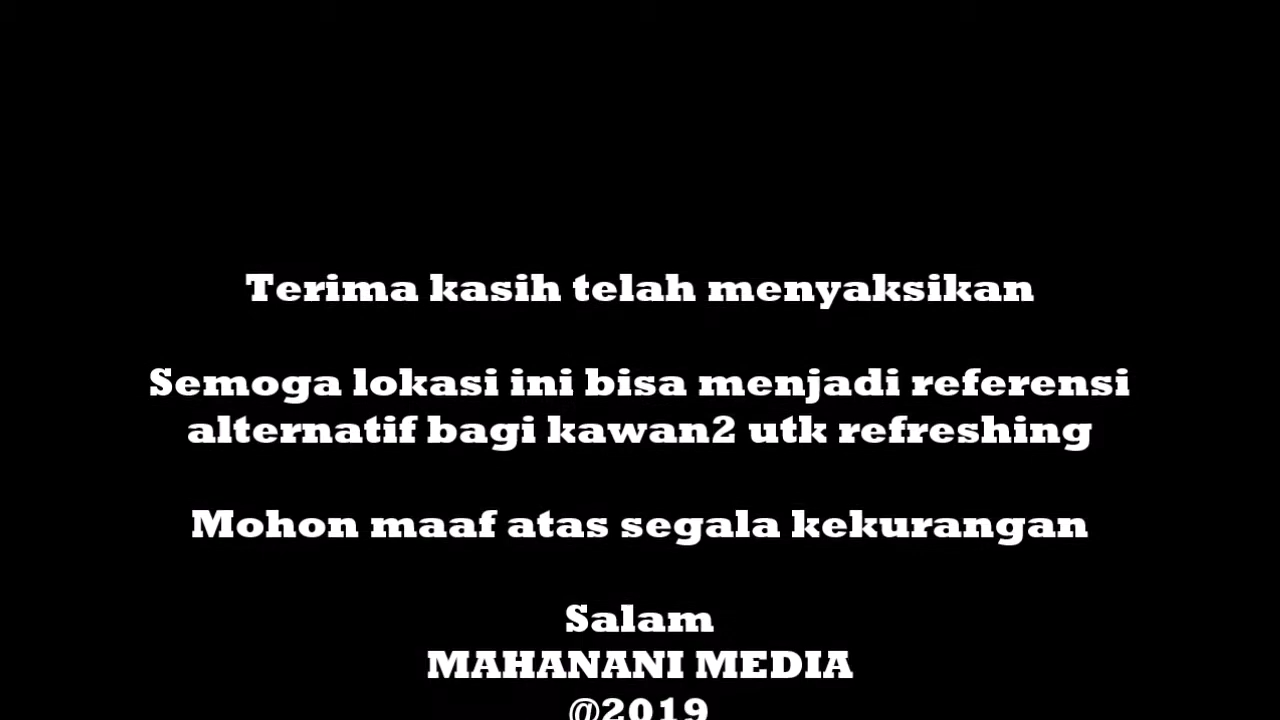 Terima kasih telah menyaksikan
Semoga lokasi ini bisa menjadi referensi
alternatif bagi kawan2 utk refreshing
Mohon maaf atas segala kekurangan
Salam
MAHANANI MEDIA
@2019